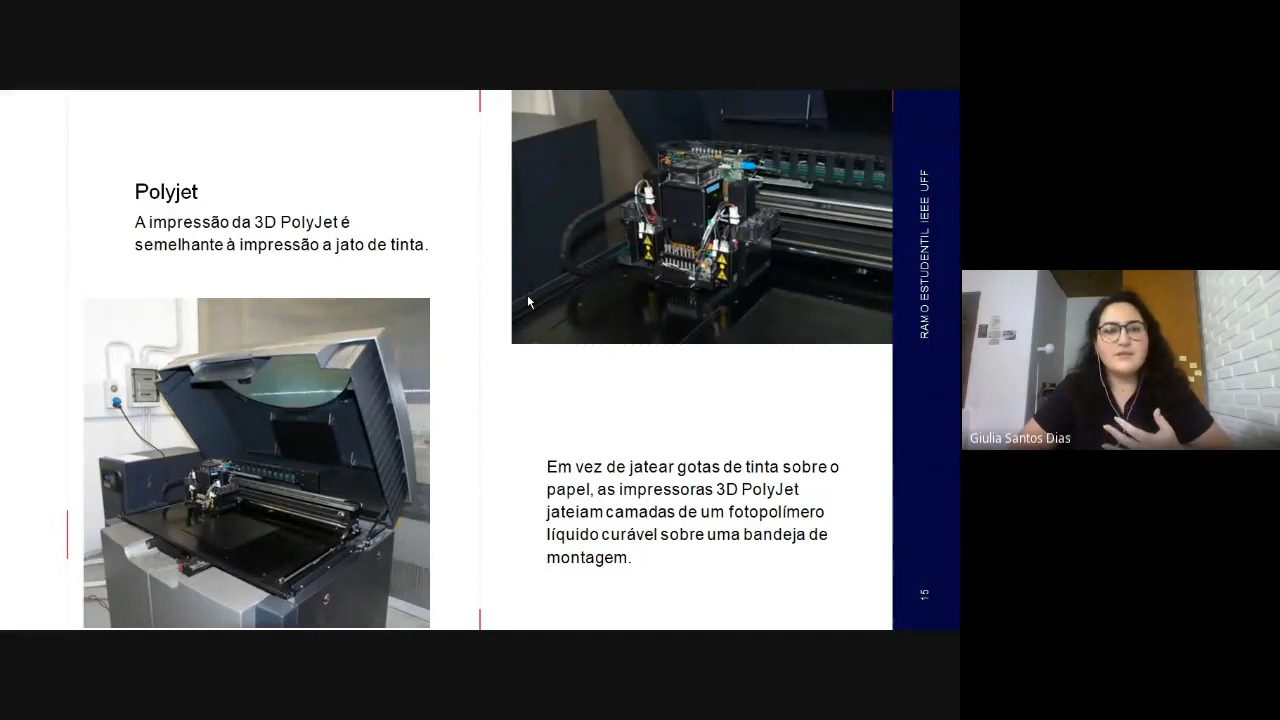 Polyjet
A impressão da 3D PolyJet é
semelhante à impressão a jato de tinta.
Em vez de jatear gotas de tinta sobre o
papel, as impressoras 3D PolyJet
jateiam camadas de um fotopolímero
líquido curável sobre uma bandeja de
montagem.
RAMO ESTUDENTIL IEEE UFF
15
Giulia Santos Dias